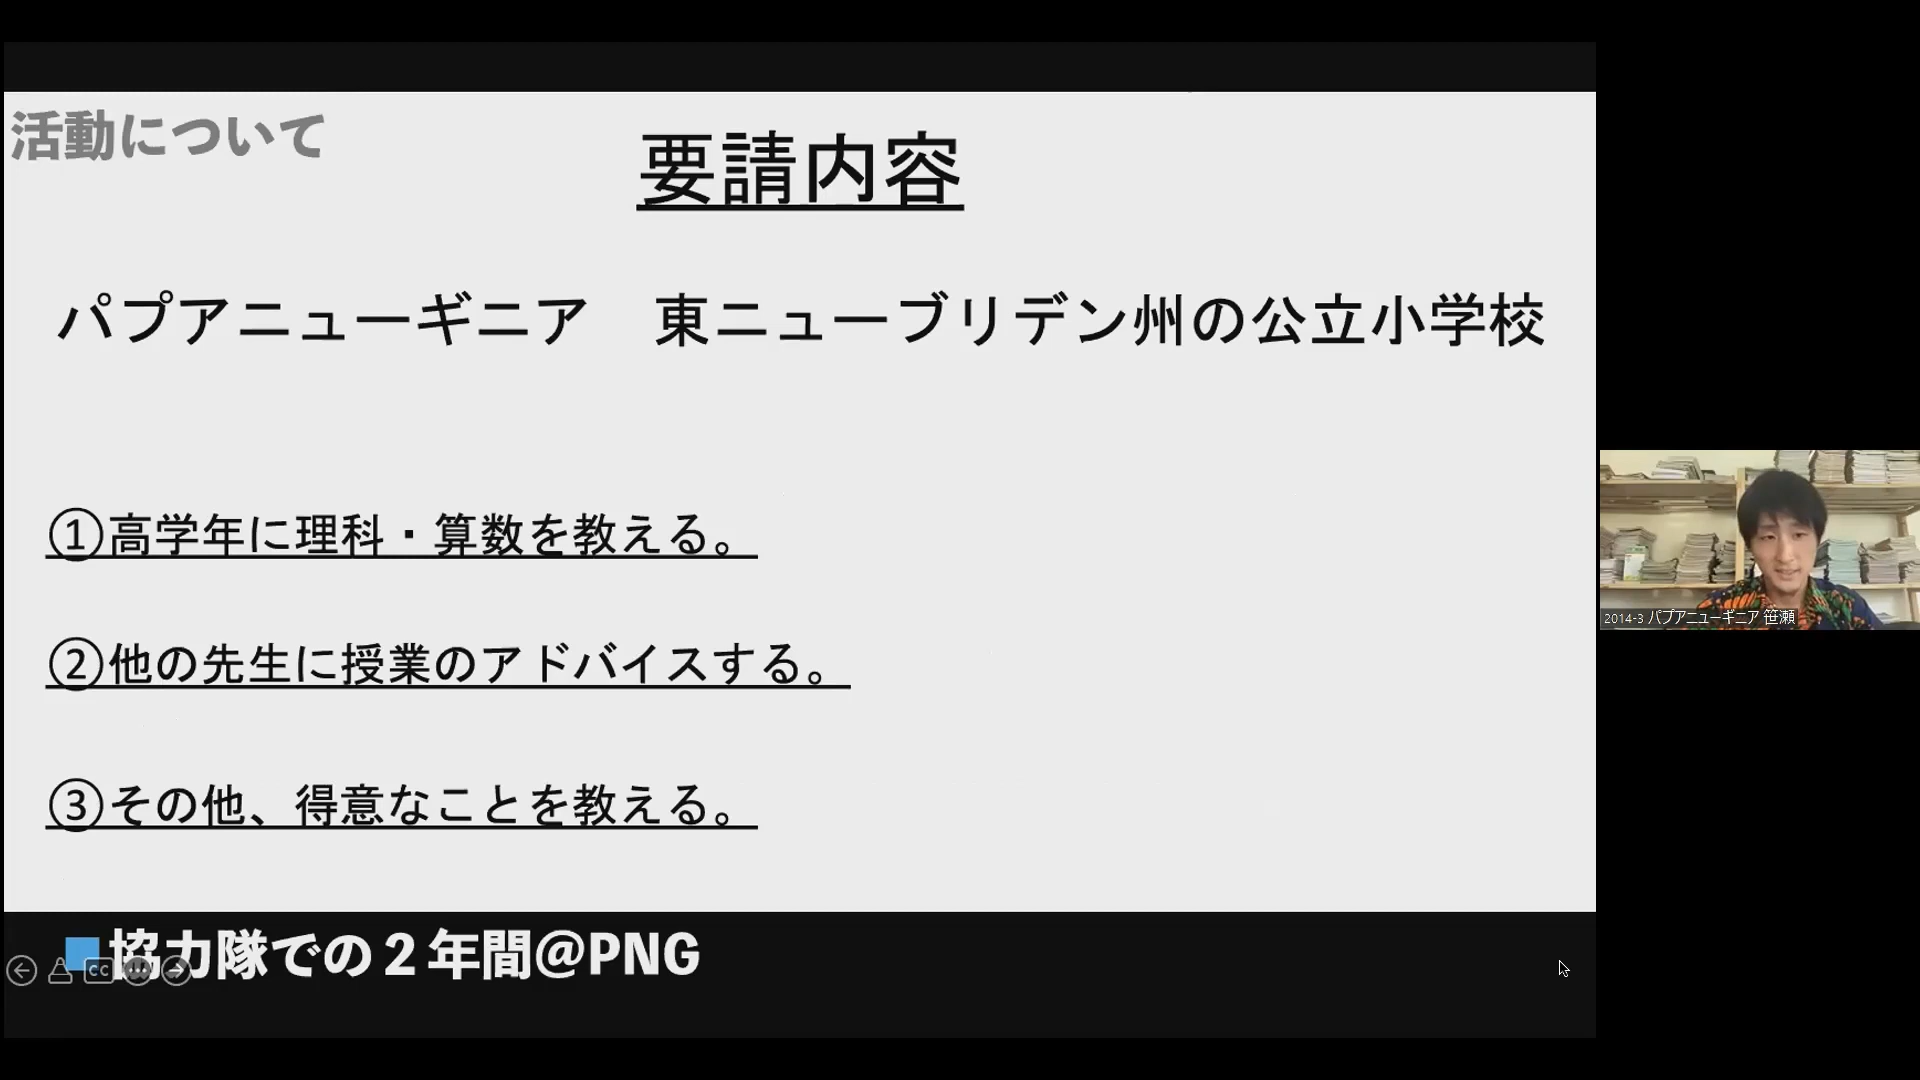 活動について
要請内容
パプアニューギニア　東ニューブリデン州の公立小学校
①高学年に理科・算数を教える。
②他の先生に授業のアドバイスする。
③その他、得意なことを教える。
協力隊での２年間@PNG
CC
2014-3 パプアニューギニア 笹瀬